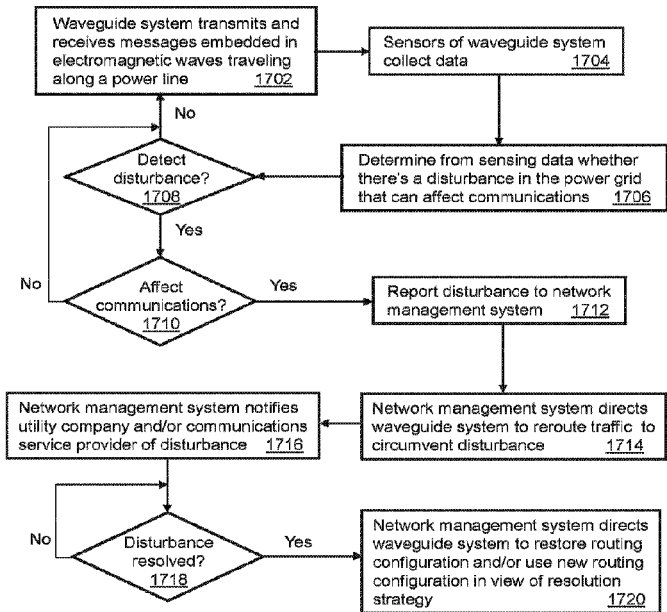 Waveguide system transmits and
receives messages embedded in
electromagnetic waves traveling
along a power line 1702
Sensors of waveguide system
collect data 1704
No
Detect
disturbance?
1708
Determine from sensing data whether
there's a disturbance in the power grid
that can affect communications 1706
Yes
No
Affect
communications?
1710
Yes
Report disturbance to network
management system 1712
Network management system notifies
utility company and/or communications
service provider of disturbance 1716
Network management system directs
waveguide system to reroute traffic to
circumvent disturbance 1714
No
Disturbance
resolved?
1718
Yes
Network management system directs
waveguide system to restore routing
configuration and/or use new routing
configuration in view of resolution
strategy 1720